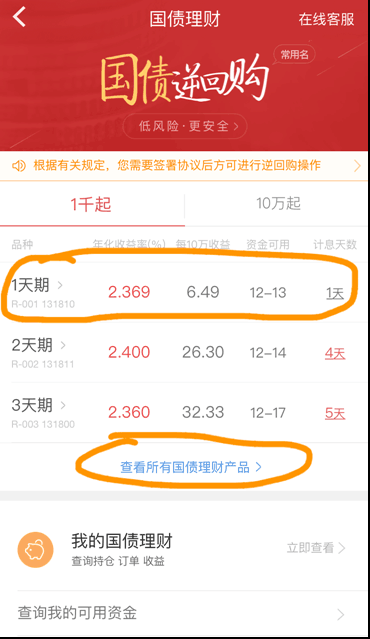 国债理财
在线客服
国债逆回购
常用名
低风险·更安全 >
根据有关规定，您需要签署协议后方可进行逆回购操作
1千起
10万起
品种 年化收益率(%) 每10万收益 资金可用 计息天数
1天期 2.369 6.49 12-13 1天
R-001 131810
2天期 2.400 26.30 12-14 4天
R-002 131811
3天期 2.360 32.33 12-17 5天
R-003 131800
查看所有国债理财产品 >
我的国债理财
查询持仓 订单 收益
立即查看 >
查询我的可用资金